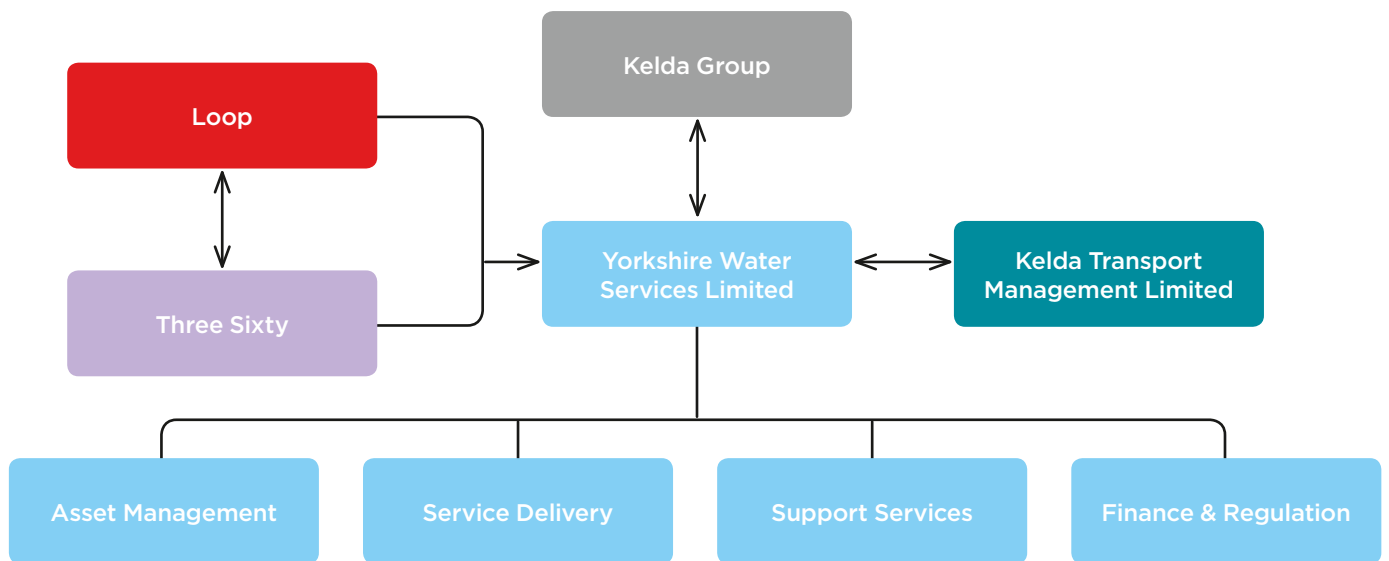 Kelda Group
Loop
Yorkshire Water
Services Limited
Kelda Transport
Management Limited
Three Sixty
Asset Management
Service Delivery
Support Services
Finance & Regulation